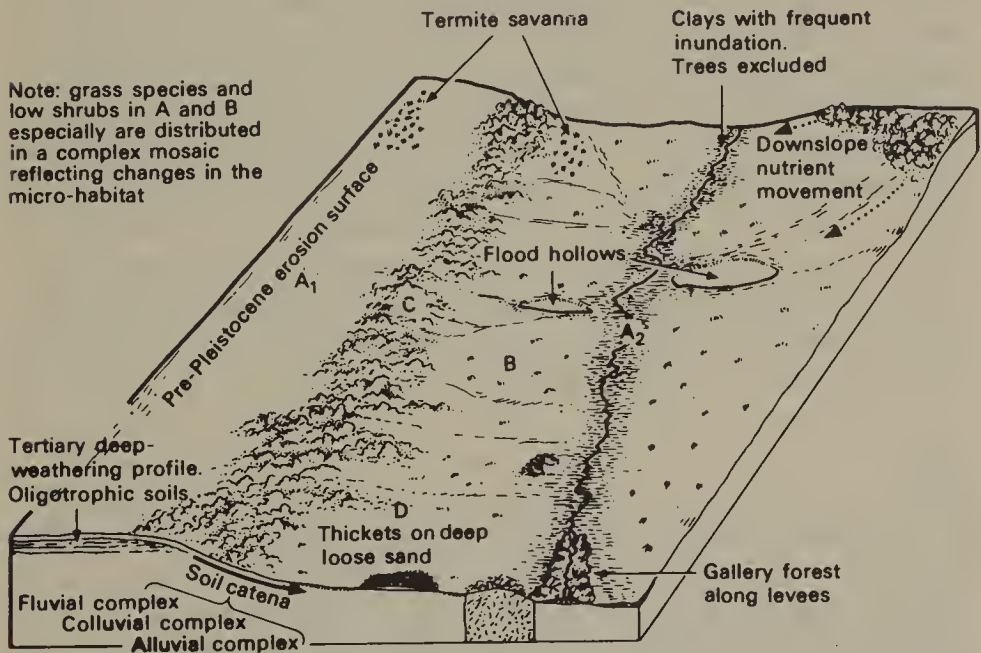 Termite savanna
Clays with frequent
inundation.
Trees excluded
Note: grass species and
low shrubs in A and B
especially are distributed
in a complex mosaic
reflecting changes in the
micro-habitat
Downslope
nutrient
movement
Pre-Pleistocene erosion surface
A₁
Flood hollows
C
A₂
B
Tertiary deep-
weathering profile.
Oligotrophic soils
D
Thickets on deep
loose sand
Soil catena
Gallery forest
along levees
Fluvial complex
Colluvial complex
Alluvial complex